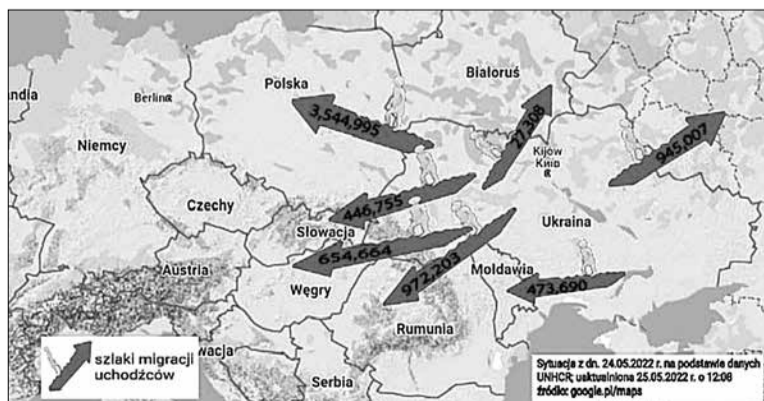 Polska
Białoruś
andia
Berlin
3,544,995
27,308
945,007
Niemcy
Kijów
Київ
Czechy
446,755
Słowacja
Ukraina
654,664
Austria
972,203
Mołdawia
473,690
Węgry
Rumunia
szlaki migracji
uchodźców
wacja
Serbia
Sytuacja z dn. 24.05.2022 r. na podstawie danych
UNHCR; uaktualniona 25.05.2022 r. o 12:06
źródło: google.pl/maps